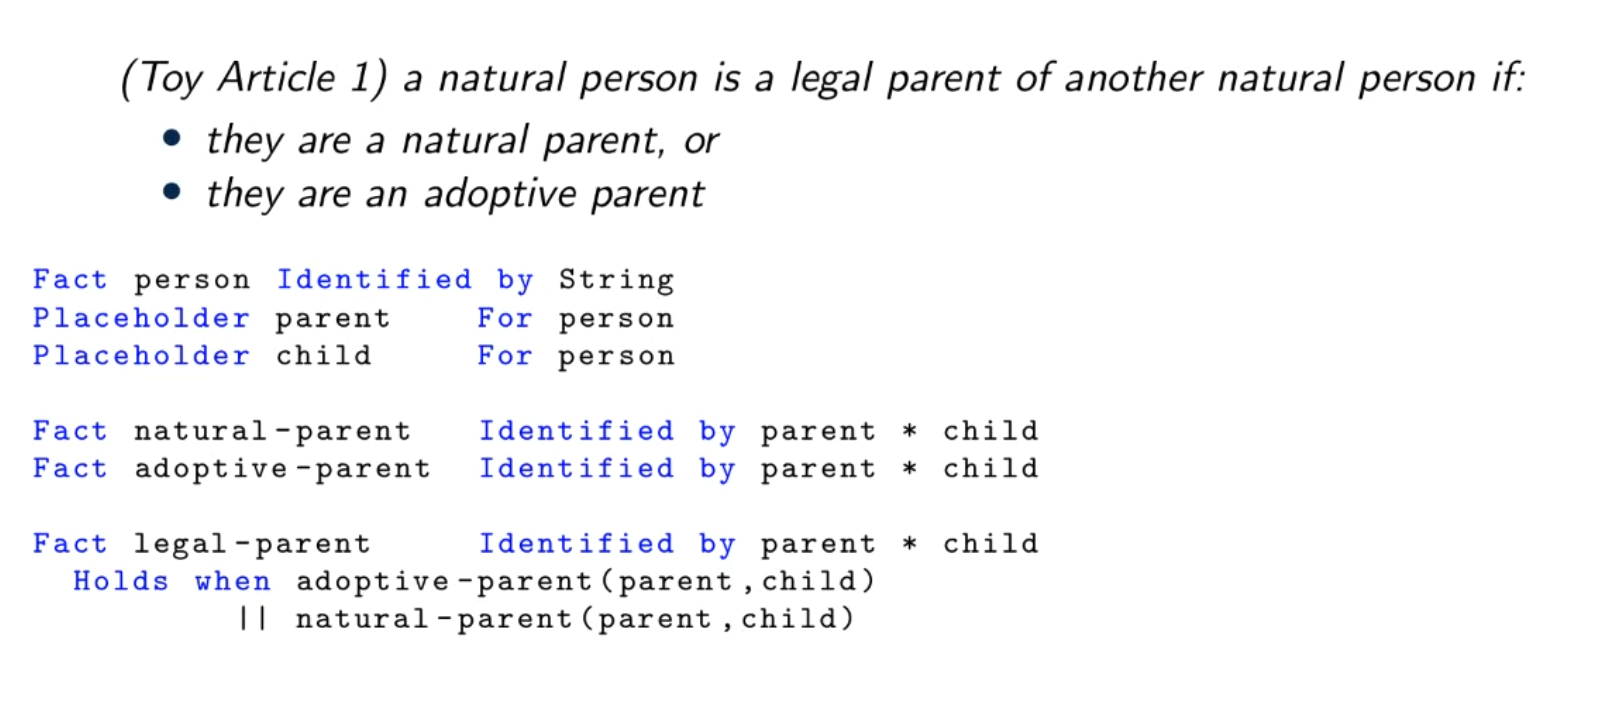 (Toy Article 1) a natural person is a legal parent of another natural person if:
• they are a natural parent, or
• they are an adoptive parent
Fact person Identified by String
Placeholder parent For person
Placeholder child For person
Fact natural-parent Identified by parent * child
Fact adoptive-parent Identified by parent * child
Fact legal-parent Identified by parent * child
Holds when adoptive-parent(parent,child)
|| natural-parent(parent,child)